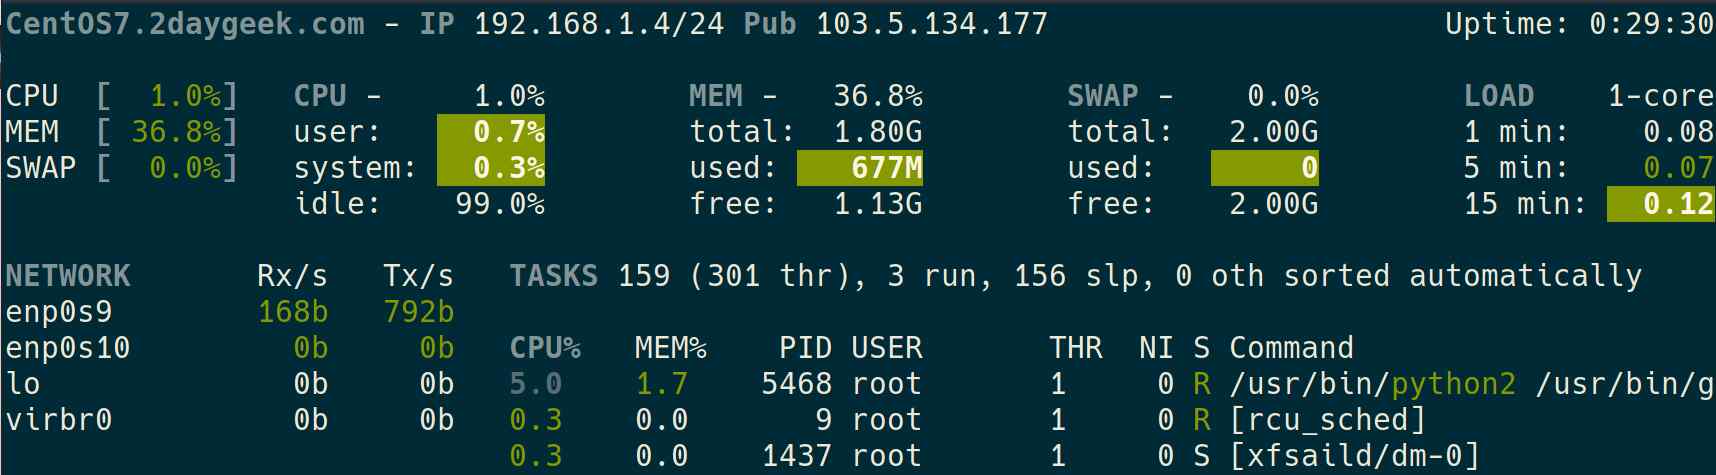 CentOS7.2daygeek.com - IP 192.168.1.4/24 Pub 103.5.134.177 Uptime: 0:29:30
CPU [ 1.0%] CPU - 1.0% MEM - 36.8% SWAP - 0.0% LOAD 1-core
MEM [ 36.8%] user: 0.7% total: 1.80G total: 2.00G 1 min: 0.08
SWAP [ 0.0%] system: 0.3% used: 677M used: 0 5 min: 0.07
idle: 99.0% free: 1.13G free: 2.00G 15 min: 0.12
NETWORK Rx/s Tx/s TASKS 159 (301 thr), 3 run, 156 slp, 0 oth sorted automatically
enp0s9 168b 792b
enp0s10 0b 0b CPU% MEM% PID USER THR NI S Command
lo 0b 0b 5.0 1.7 5468 root 1 0 R /usr/bin/python2 /usr/bin/g
virbr0 0b 0b 0.3 0.0 9 root 1 0 R [rcu_sched]
0.3 0.0 1437 root 1 0 S [xfsaild/dm-0]